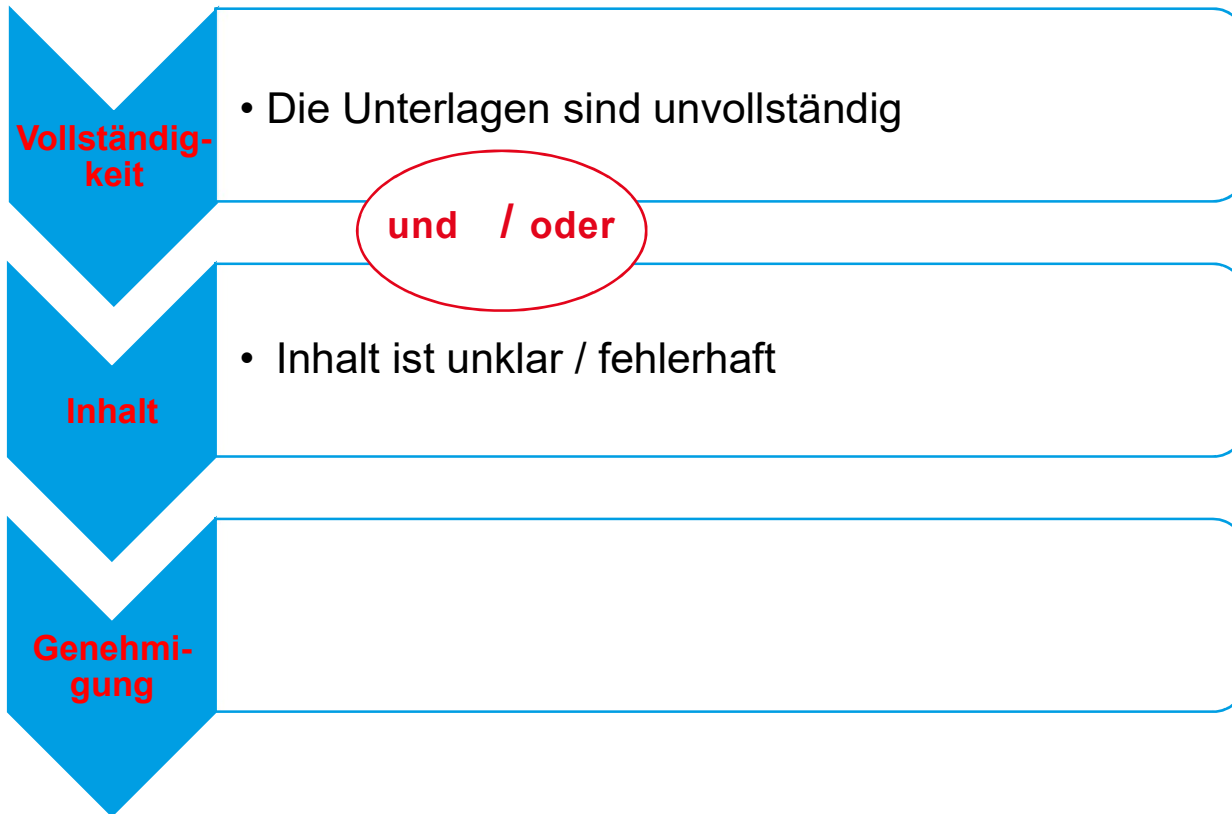 Vollständig-
keit
• Die Unterlagen sind unvollständig
und / oder
Inhalt
• Inhalt ist unklar / fehlerhaft
Genehmi-
gung